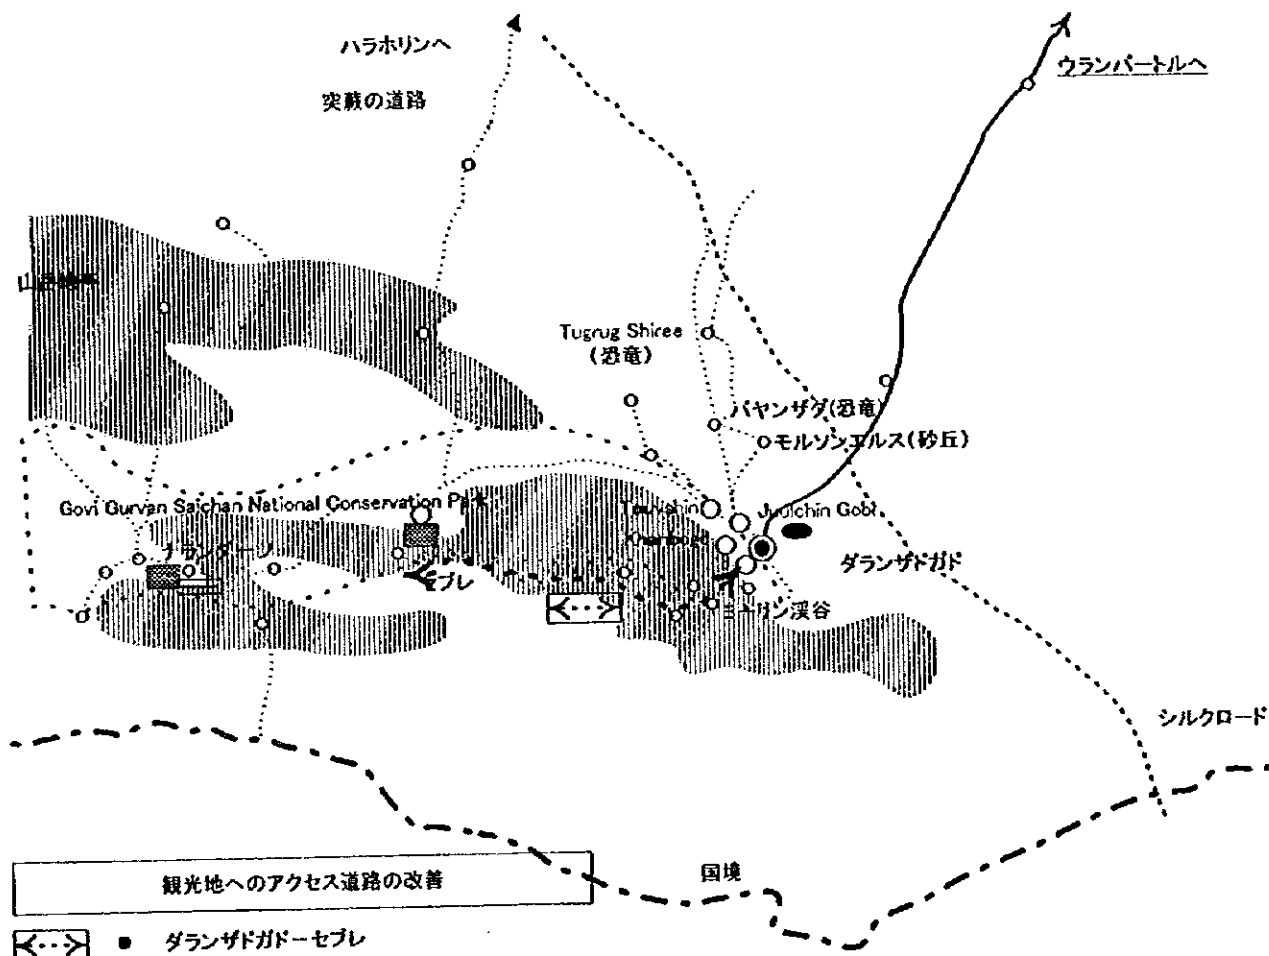 ハラホリンへ
ウランバートルへ
突厥の道路
Tugrug Shiree
(恐竜)
バヤンザグ(恐竜)
モルソンエルス(砂丘)
Govi Gurvan Saichan National Conservation Park
Juulchin Gobi
ダランザドガド
セブレ
ヨーリン渓谷
シルクロード
国境
観光地へのアクセス道路の改善
ダランザドガドーセブレ